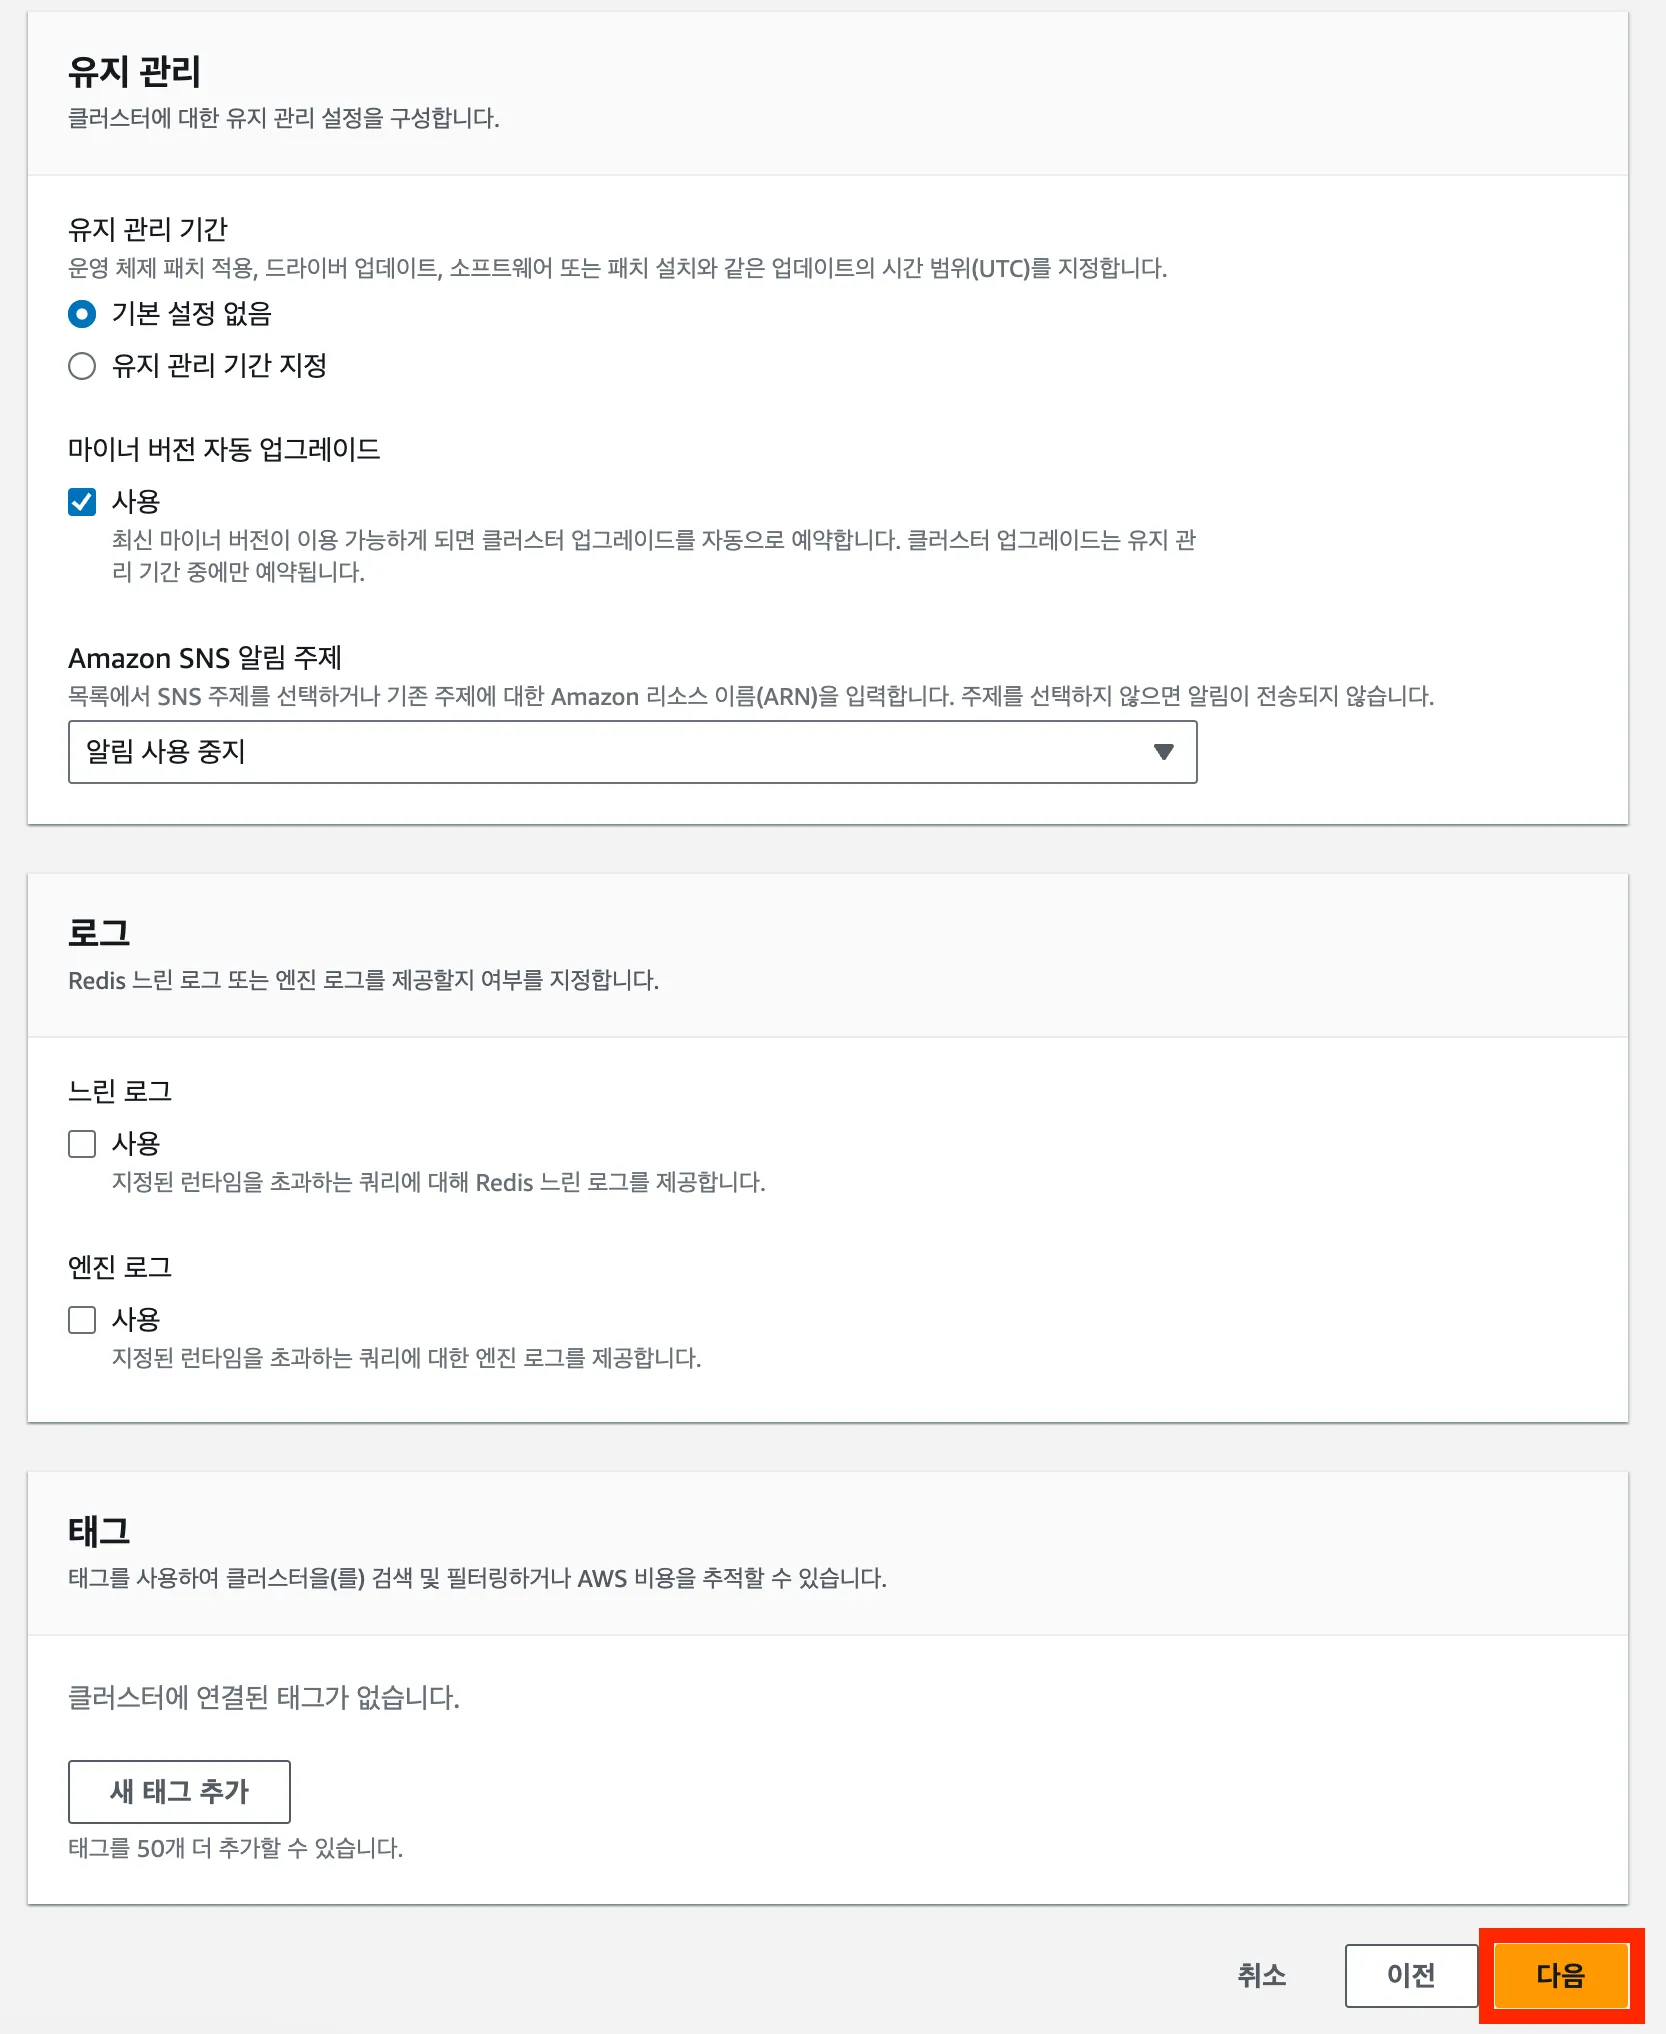 유지 관리
클러스터에 대한 유지 관리 설정을 구성합니다.
유지 관리 기간
운영 체제 패치 적용, 드라이버 업데이트, 소프트웨어 또는 패치 설치와 같은 업데이트의 시간 범위(UTC)를 지정합니다.
기본 설정 없음
유지 관리 기간 지정
마이너 버전 자동 업그레이드
사용
최신 마이너 버전이 이용 가능하게 되면 클러스터 업그레이드를 자동으로 예약합니다. 클러스터 업그레이드는 유지 관
리 기간 중에만 예약됩니다.
Amazon SNS 알림 주제
목록에서 SNS 주제를 선택하거나 기존 주제에 대한 Amazon 리소스 이름(ARN)을 입력합니다. 주제를 선택하지 않으면 알림이 전송되지 않습니다.
알림 사용 중지
로그
Redis 느린 로그 또는 엔진 로그를 제공할지 여부를 지정합니다.
느린 로그
사용
지정된 런타임을 초과하는 쿼리에 대해 Redis 느린 로그를 제공합니다.
엔진 로그
사용
지정된 런타임을 초과하는 쿼리에 대한 엔진 로그를 제공합니다.
태그
태그를 사용하여 클러스터을(를) 검색 및 필터링하거나 AWS 비용을 추적할 수 있습니다.
클러스터에 연결된 태그가 없습니다.
새 태그 추가
태그를 50개 더 추가할 수 있습니다.
취소 이전 다음